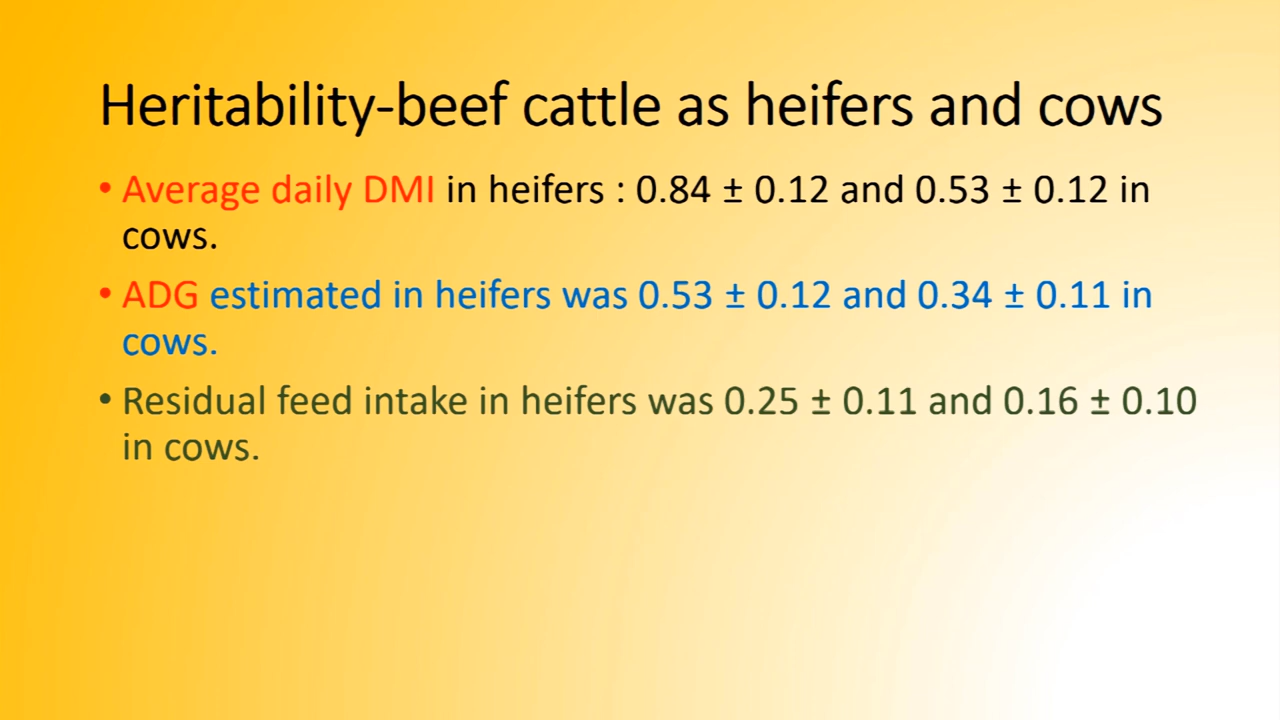 Heritability-beef cattle as heifers and cows
• Average daily DMI in heifers : 0.84 ± 0.12 and 0.53 ± 0.12 in
cows.
• ADG estimated in heifers was 0.53 ± 0.12 and 0.34 ± 0.11 in
cows.
• Residual feed intake in heifers was 0.25 ± 0.11 and 0.16 ± 0.10
in cows.